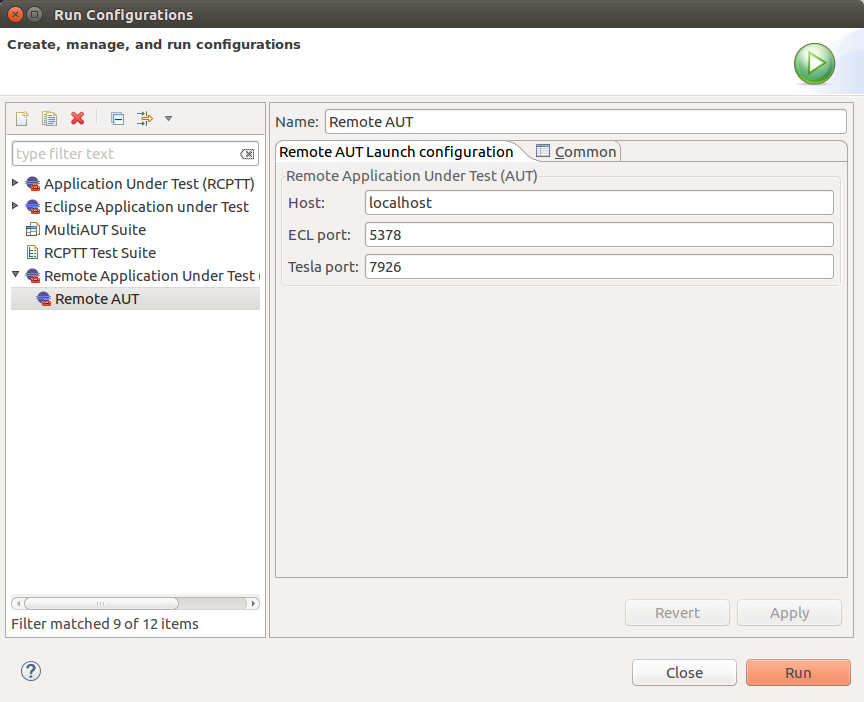 Run Configurations
Create, manage, and run configurations
type filter text
Application Under Test (RCPTT)
Eclipse Application under Test
MultiAUT Suite
RCPTT Test Suite
Remote Application Under Test (
Remote AUT
Filter matched 9 of 12 items
Name: Remote AUT
Remote AUT Launch configuration Common
Remote Application Under Test (AUT)
Host: localhost
ECL port: 5378
Tesla port: 7926
Revert Apply
? Close Run